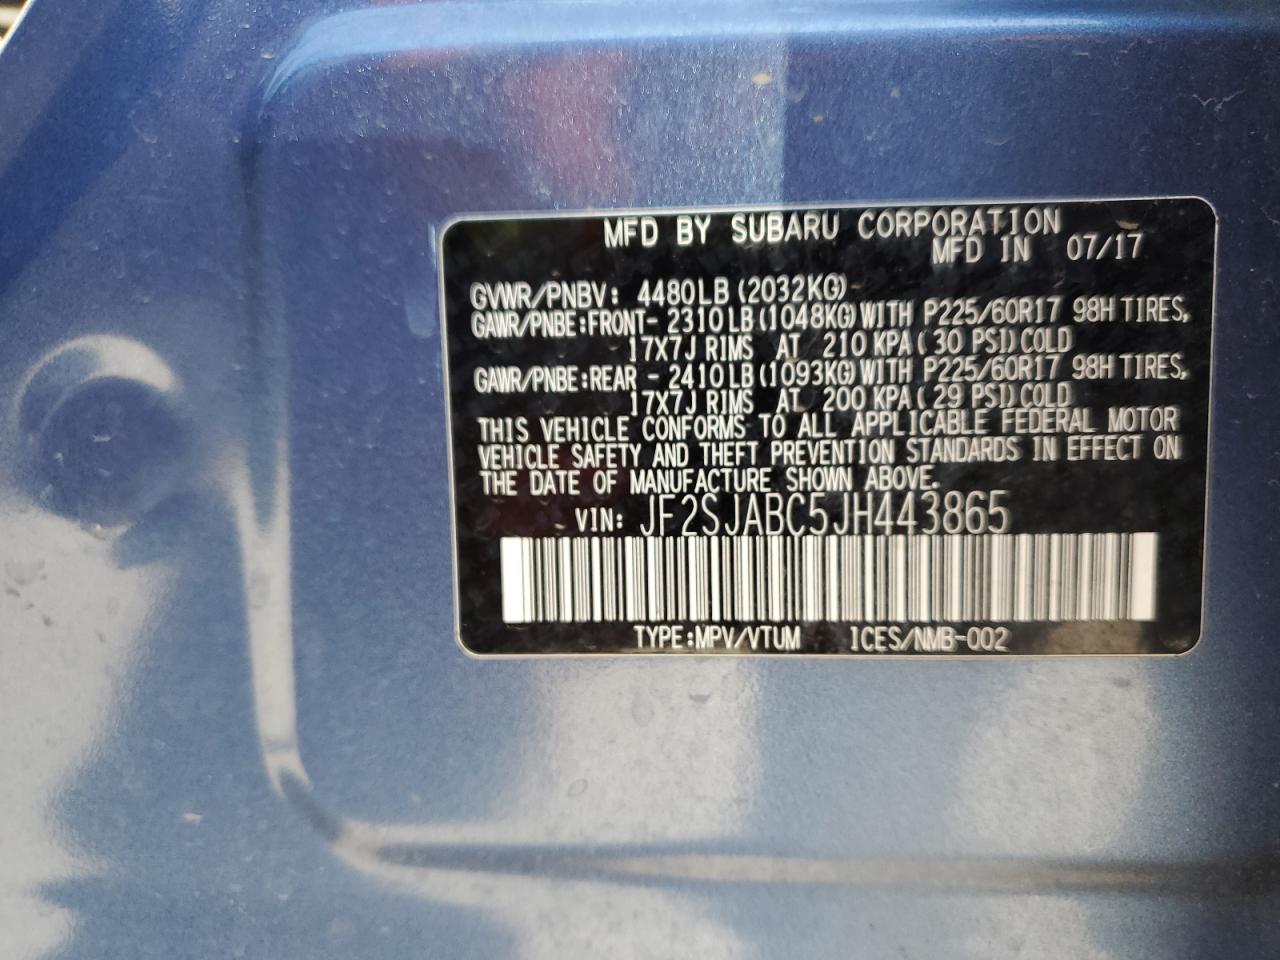 MFD BY SUBARU CORPORATION
MFD IN 07/17
GVWR/PNBV: 4480LB (2032KG)
GAWR/PNBE:FRONT- 2310LB (1048KG) WITH P225/60R17 98H TIRES,
17X7J RIMS AT 210 KPA ( 30 PSI) COLD
GAWR/PNBE:REAR - 2410LB (1093KG) WITH P225/60R17 98H TIRES,
17X7J RIMS AT 200 KPA ( 29 PSI) COLD
THIS VEHICLE CONFORMS TO ALL APPLICABLE FEDERAL MOTOR
VEHICLE SAFETY AND THEFT PREVENTION STANDARDS IN EFFECT ON
THE DATE OF MANUFACTURE SHOWN ABOVE.
VIN: JF2SJABC5JH443865
TYPE:MPV/VTUM ICES/NMB-002